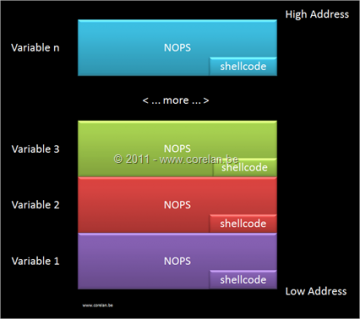 High Address
Variable n
NOPS
shellcode
< ... more ... >
Variable 3
NOPS
© 2011 - www.corelan.be
shellcode
Variable 2
NOPS
shellcode
Variable 1
NOPS
shellcode
Low Address
www.corelan.be